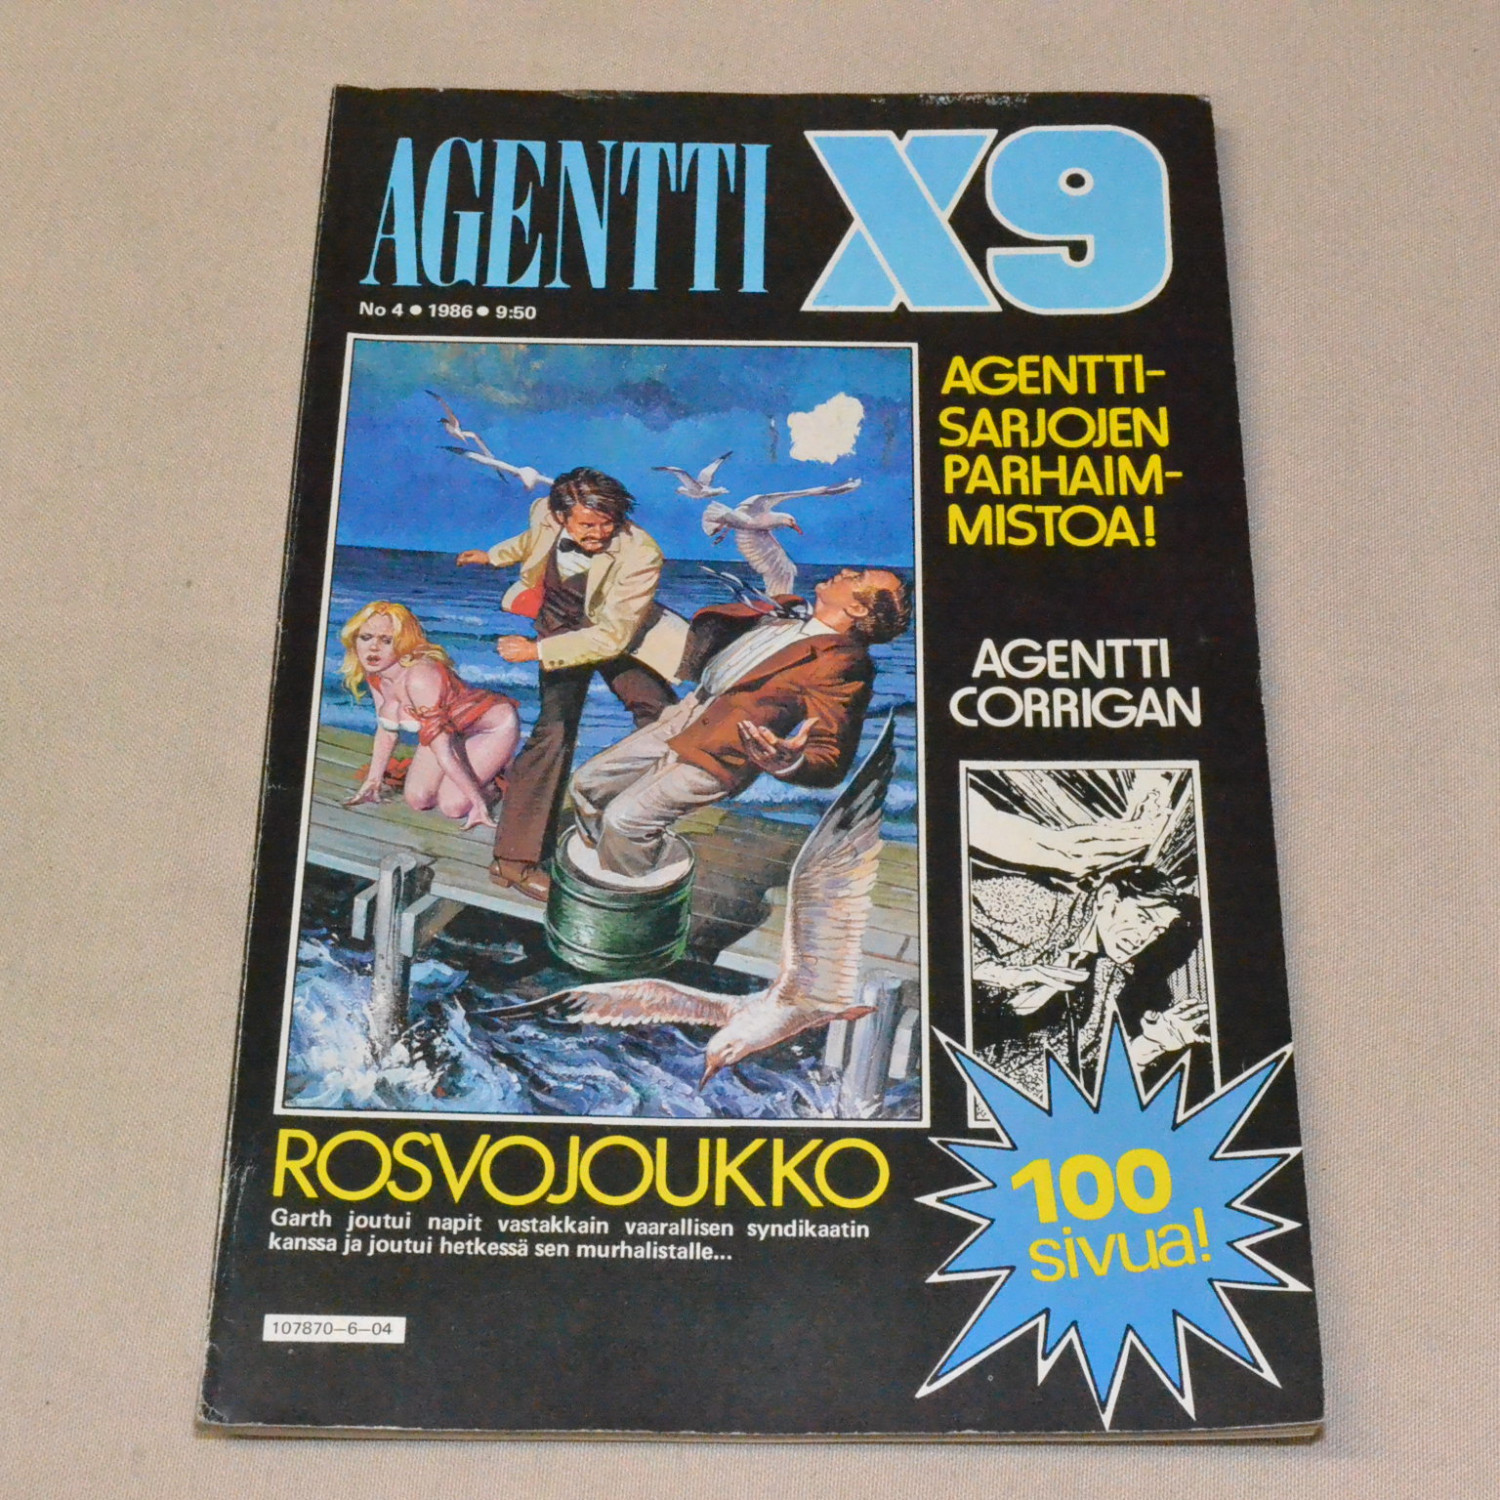 AGENTTI X9
No 4 • 1986 • 9:50
AGENTTI-
SARJOJEN
PARHAIM-
MISTOA!
AGENTTI
CORRIGAN
100
sivua!
ROSVOJOUKKO
Garth joutui napit vastakkain vaarallisen syndikaatin
kanssa ja joutui hetkessä sen murhalistalle...
107870-6-04